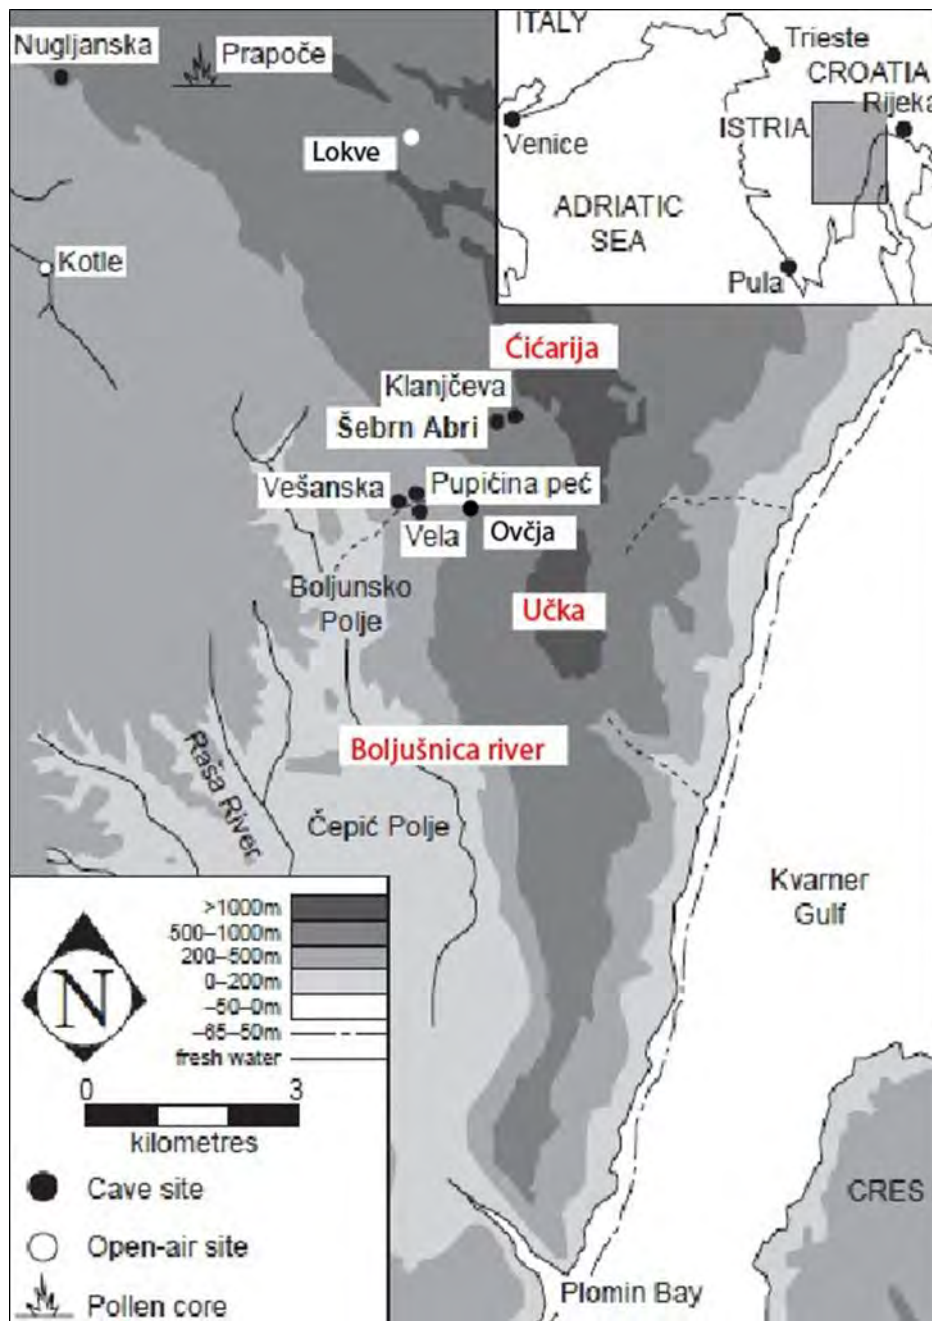 Nugljanska
Prapoče
Lokve
Kotle
ITALY
Trieste
CROATIA
Rijeka
ISTRIA
Venice
ADRIATIC
SEA
Pula
Ćićarija
Klanjčeva
Šebrn Abri
Vešanska
Pupićina peć
Vela
Ovčja
Boljunsko
Polje
Učka
Boljušnica river
Raša River
Čepić Polje
Kvarner
Gulf
>1000m
500–1000m
200–500m
0–200m
–50–0m
–65–50m
fresh water
N
0 3
kilometres
Cave site
Open-air site
Pollen core
CRES
Plomin Bay